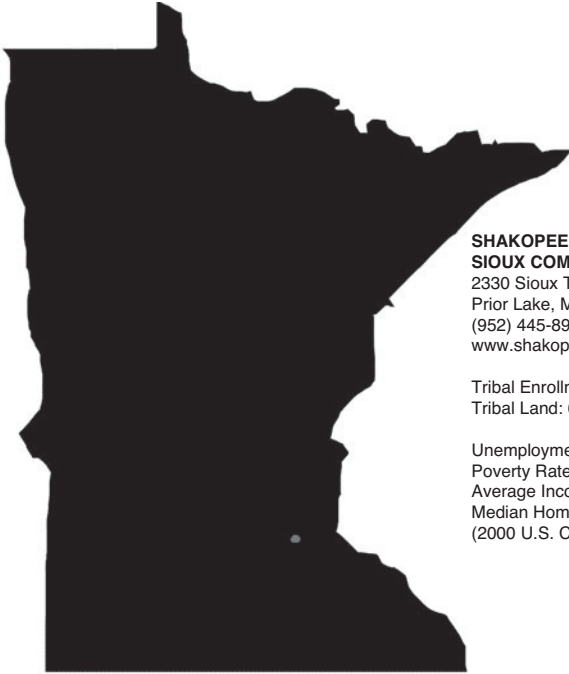 SHAKOPEE
SIOUX COM
2330 Sioux T
Prior Lake, M
(952) 445-89
www.shakop
Tribal Enrolln
Tribal Land:
Unemployme
Poverty Rate
Average Inco
Median Hom
(2000 U.S. C